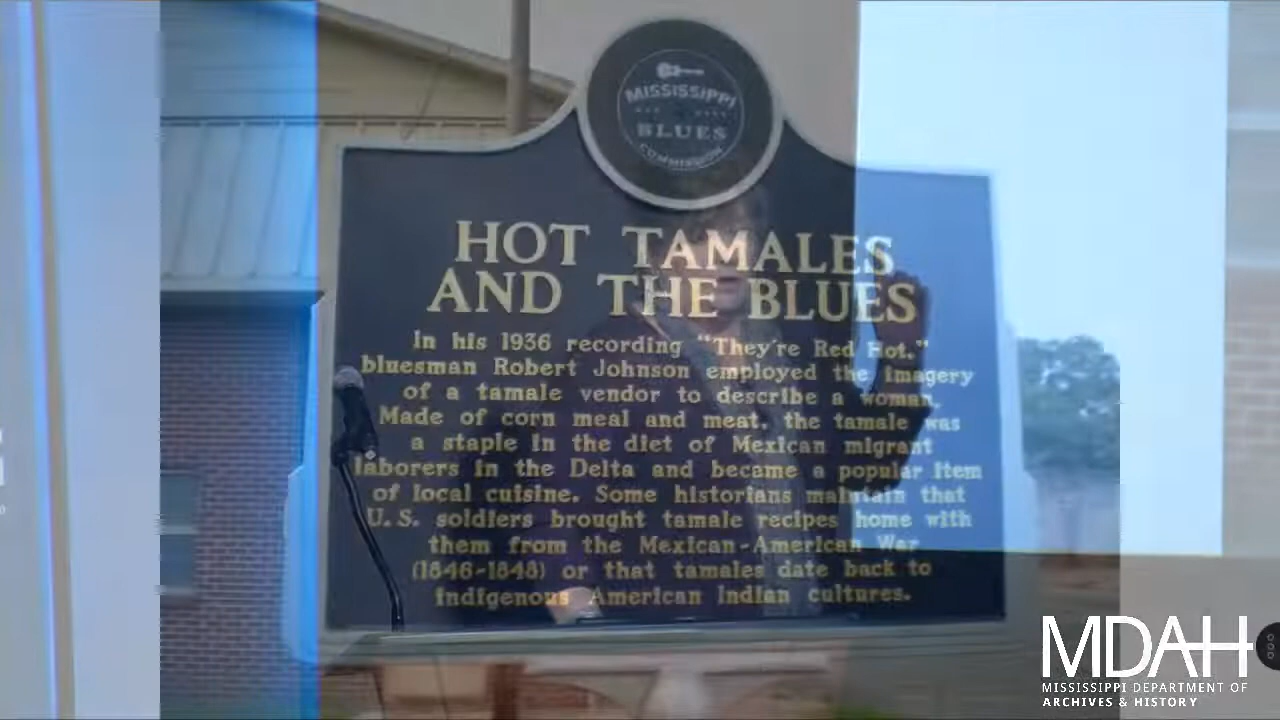 MISSISSIPPI
BLUES
COMMISSION
HOT TAMALES
AND THE BLUES
In his 1936 recording "They're Red Hot,"
bluesman Robert Johnson employed the imagery
of a tamale vendor to describe a woman.
Made of corn meal and meat, the tamale was
a staple in the diet of Mexican migrant
laborers in the Delta and became a popular item
of local cuisine. Some historians maintain that
U.S. soldiers brought tamale recipes home with
them from the Mexican-American War
(1846-1848) or that tamales date back to
indigenous American Indian cultures.
MDAH
MISSISSIPPI DEPARTMENT OF
ARCHIVES & HISTORY